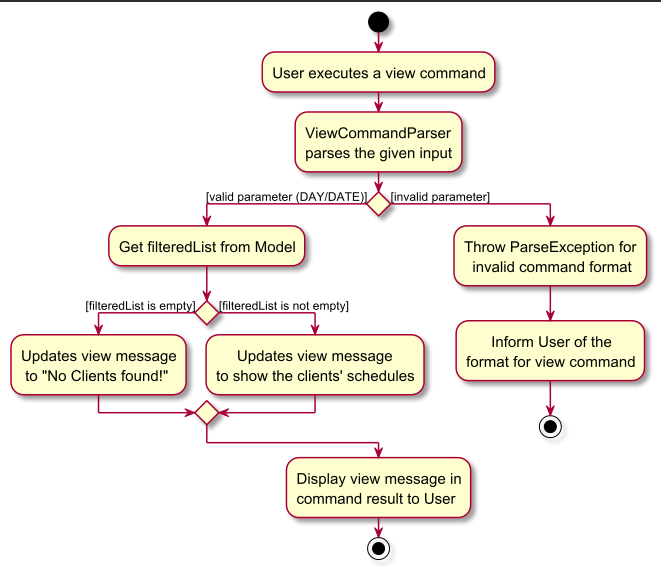 User executes a view command
ViewCommandParser
parses the given input
[valid parameter (DAY/DATE)]
[invalid parameter]
Get filteredList from Model
Throw ParseException for
invalid command format
[filteredList is empty]
[filteredList is not empty]
Updates view message
to "No Clients found!"
Updates view message
to show the clients' schedules
Inform User of the
format for view command
Display view message in
command result to User